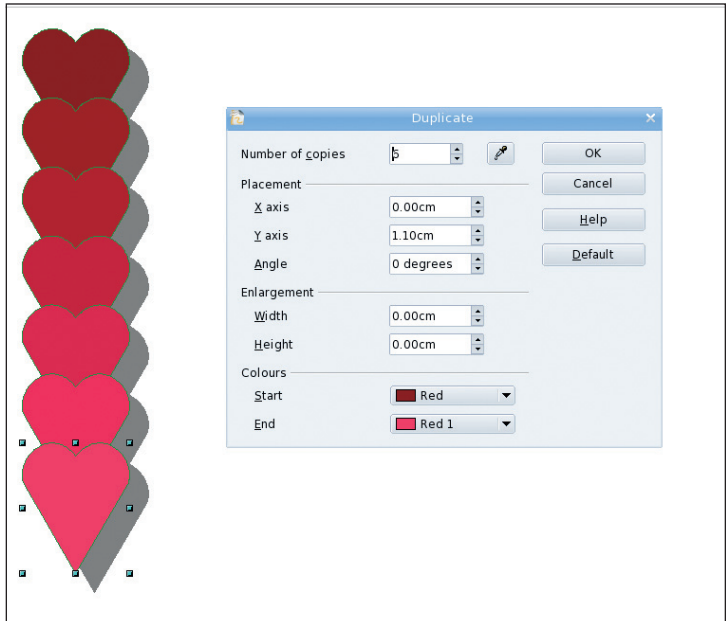 Duplicate
Number of copies 5
OK
Placement
Cancel
X axis 0.00cm
Help
Y axis 1.10cm
Default
Angle 0 degrees
Enlargement
Width 0.00cm
Height 0.00cm
Colours
Start Red
End Red 1